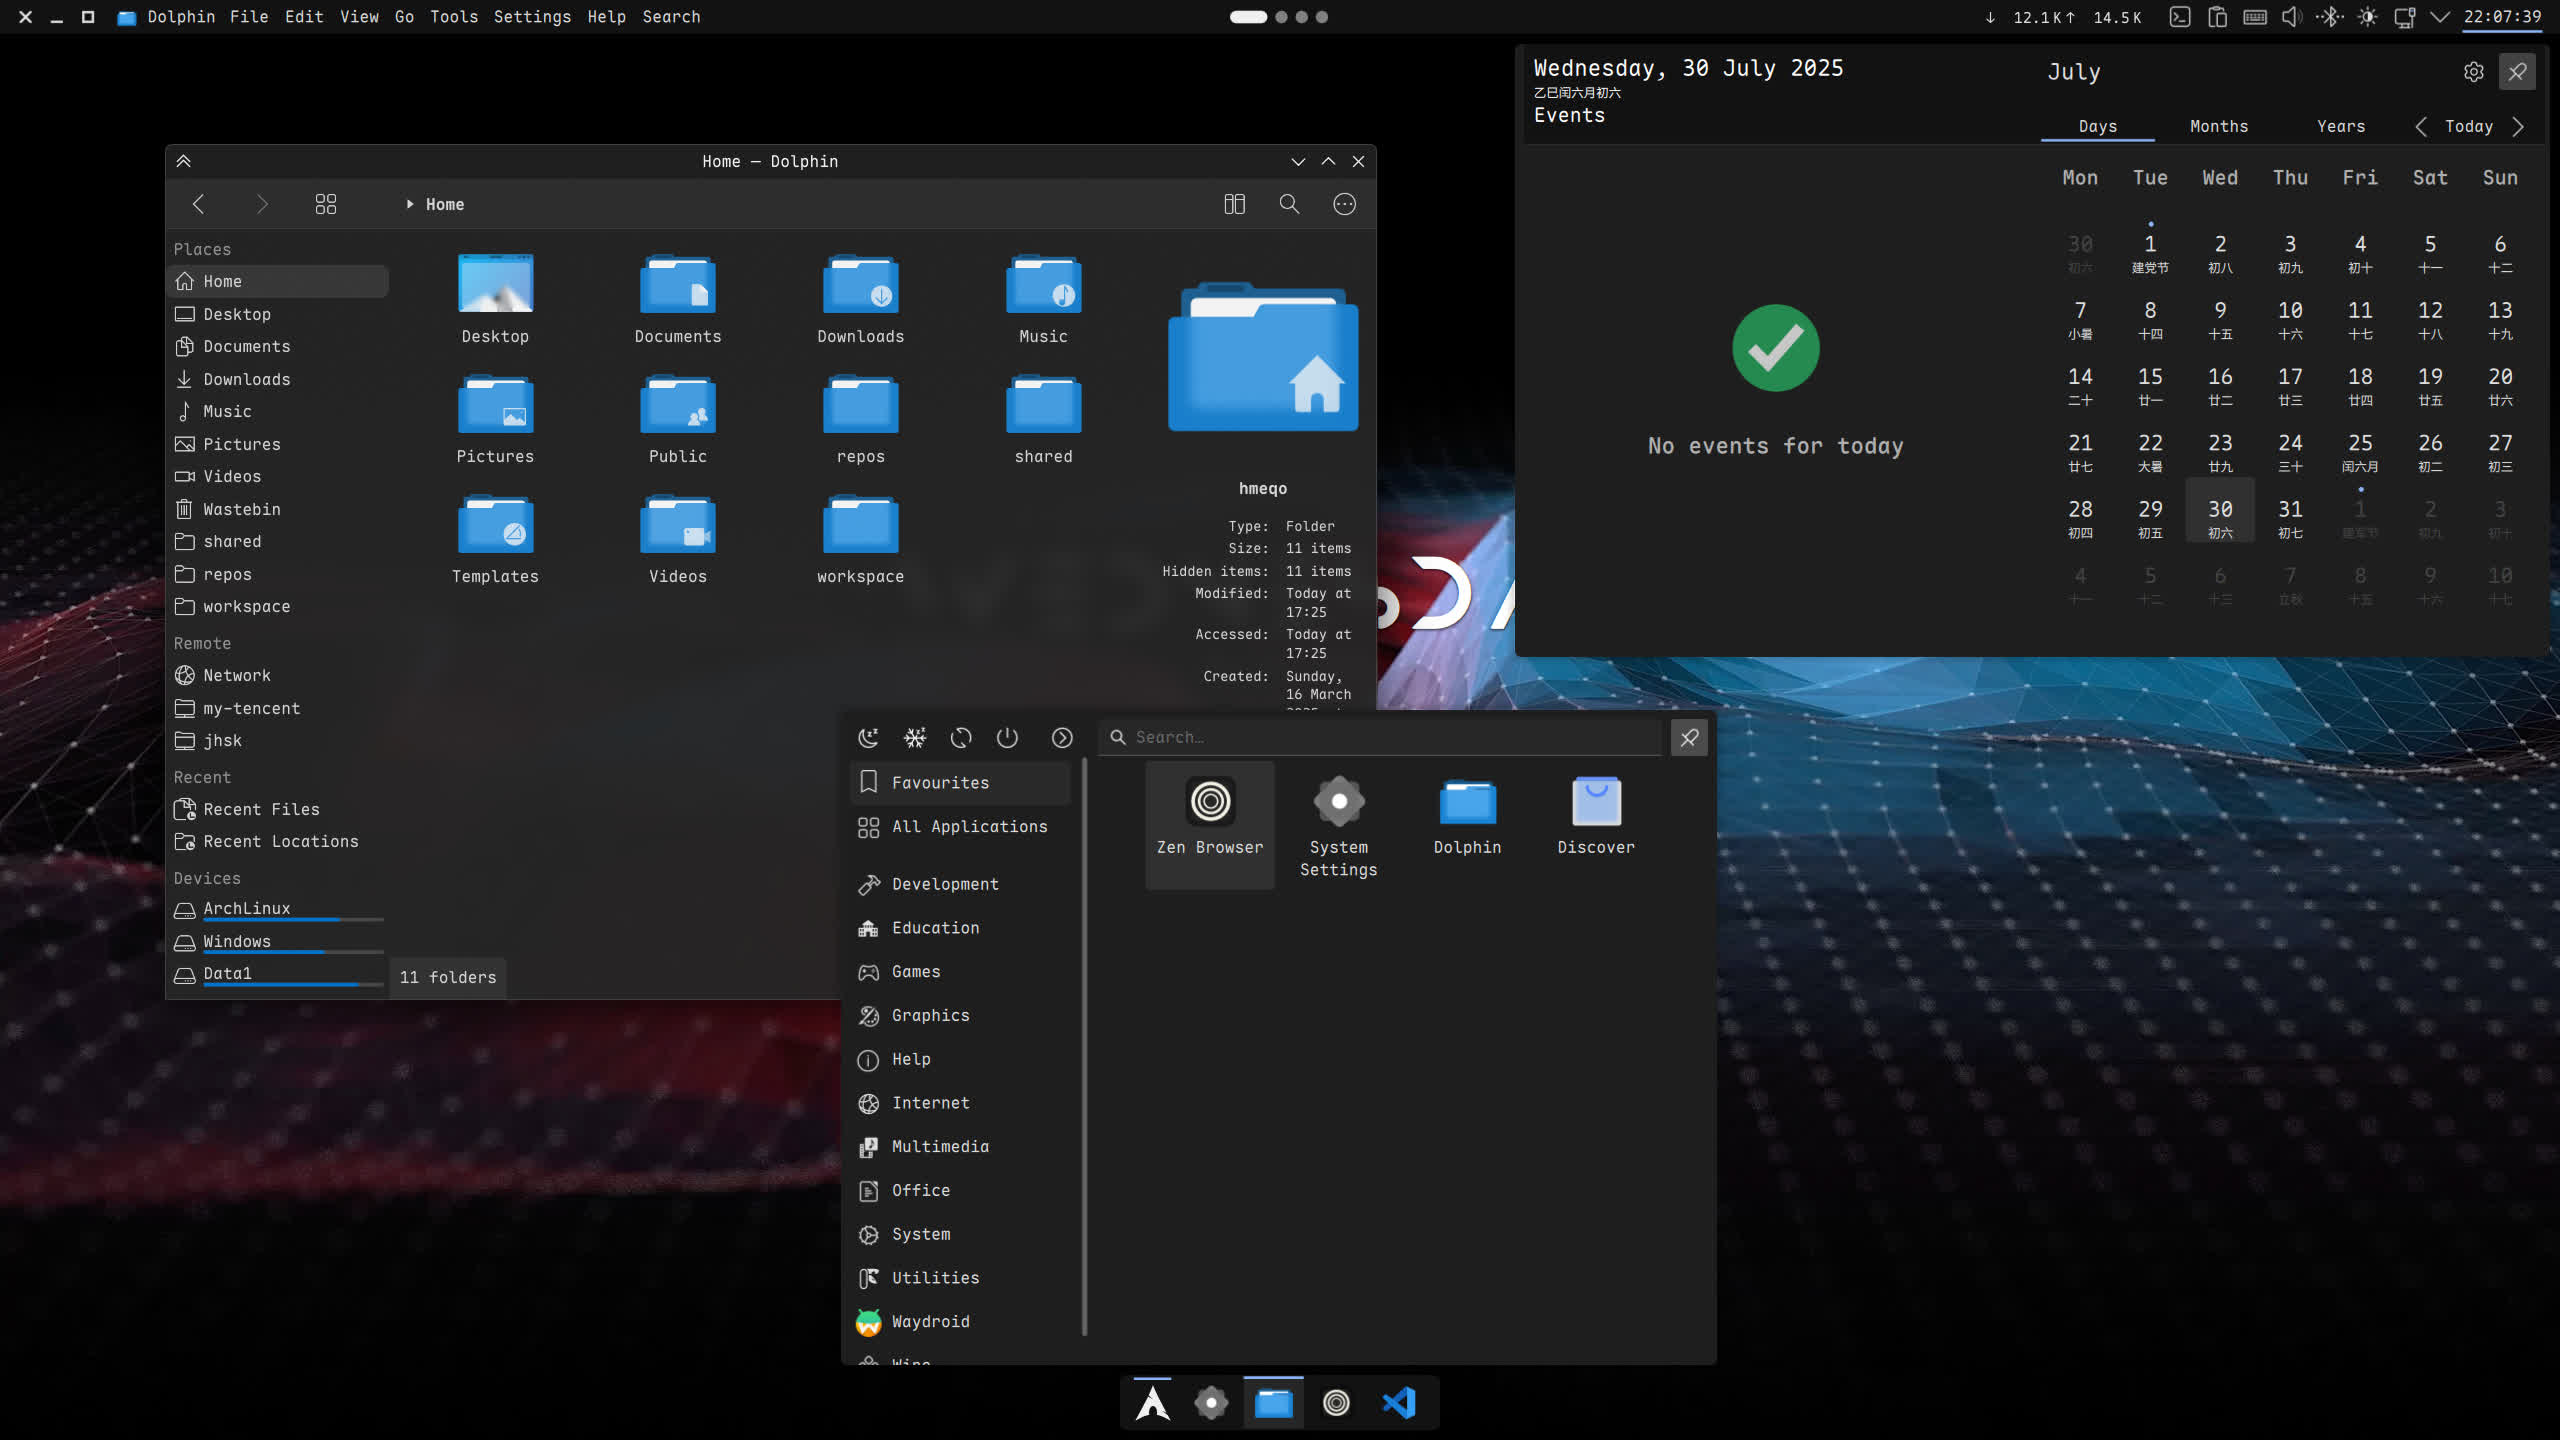 Dolphin File Edit View Go Tools Settings Help Search
↓ 12.1K↑ 14.5K
22:07:39
Wednesday, 30 July 2025
乙巳闰六月初六
Events
No events for today
July
Days Months Years Today
Mon Tue Wed Thu Fri Sat Sun
30 1 2 3 4 5 6
初六 建党节 初八 初九 初十 十一 十二
7 8 9 10 11 12 13
小暑 十四 十五 十六 十七 十八 十九
14 15 16 17 18 19 20
二十 廿一 廿二 廿三 廿四 廿五 廿六
21 22 23 24 25 26 27
廿七 大暑 廿九 三十 闰六月 初二 初三
28 29 30 31 1 2 3
初四 初五 初六 初七 建军节 初九 初十
4 5 6 7 8 9 10
十一 十二 十三 立秋 十五 十六 十七
Home — Dolphin
Home
Places
Home
Desktop
Documents
Downloads
Music
Pictures
Videos
Wastebin
shared
repos
workspace
Remote
Network
my-tencent
jhsk
Recent
Recent Files
Recent Locations
Devices
ArchLinux
Windows
Data1
Desktop Documents Downloads Music
Pictures Public repos shared
Templates Videos workspace
11 folders
hmeqo
Type: Folder
Size: 11 items
Hidden items: 11 items
Modified: Today at
17:25
Accessed: Today at
17:25
Created: Sunday,
16 March
Search…
Favourites
All Applications
Development
Education
Games
Graphics
Help
Internet
Multimedia
Office
System
Utilities
Waydroid
Zen Browser
System
Settings
Dolphin
Discover